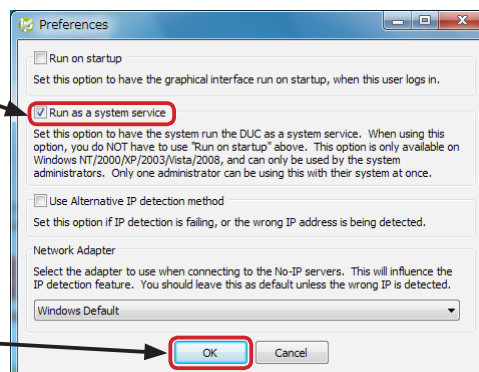 Preferences
Run on startup
Set this option to have the graphical interface run on startup, when this user logs in.
Run as a system service
Set this option to have the system run the DUC as a system service. When using this
option, you do NOT have to use "Run on startup" above. This option is only available on
Windows NT/2000/XP/2003/Vista/2008, and can only be used by the system
administrators. Only one administrator can be using this with their system at once.
Use Alternative IP detection method
Set this option if IP detection is failing, or the wrong IP address is being detected.
Network Adapter
Select the adapter to use when connecting to the No-IP servers. This will influence the
IP detection feature. You should leave this as default unless the wrong IP is detected.
Windows Default
OK Cancel